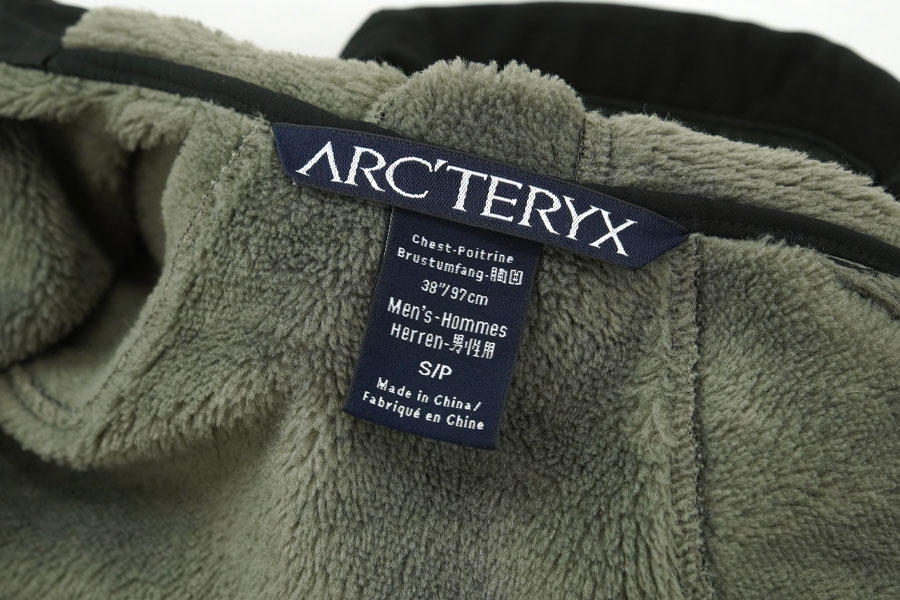 ARC'TERYX
Chest-Poitrine
Brustumfang-胸囲
38"/97cm
Men's-Hommes
Herren-男性用
S/P
Made in China/
Fabriqué en Chine